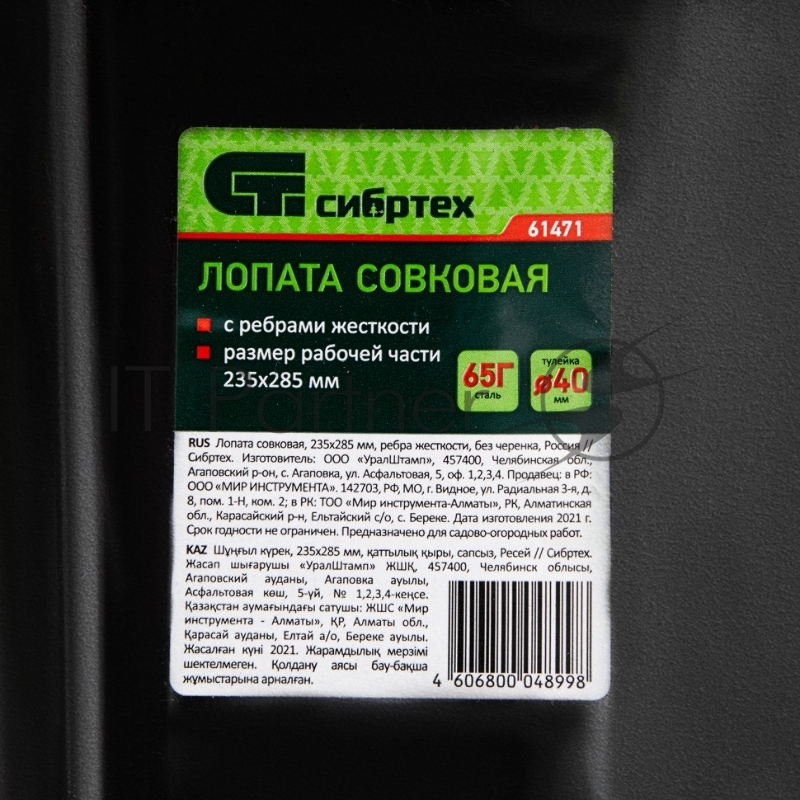 сибртех
61471
ЛОПАТА СОВКОВАЯ
с ребрами жесткости
размер рабочей части
235х285 мм
65Г
сталь
тулейка
ø40
мм
IT Partner
RUS Лопата совковая, 235х285 мм, ребра жесткости, без черенка, Россия //
Сибртех. Изготовитель: ООО «УралШтамп», 457400, Челябинская обл.,
Агаповский р-он, с. Агаповка, ул. Асфальтовая, 5, оф. 1,2,3,4. Продавец: в РФ:
ООО «МИР ИНСТРУМЕНТА». 142703, РФ, МО, г. Видное, ул. Радиальная 3-я, д.
8, пом. 1-Н, ком. 2; в РК: ТОО «Мир инструмента-Алматы», РК, Алматинская
обл., Карасайский р-н, Ельтайский с/о, с. Береке. Дата изготовления 2021 г.
Срок годности не ограничен. Предназначено для садово-огородных работ.
KAZ Шұңғыл күрек, 235х285 мм, қаттылық қыры, сапсыз, Ресей // Сибртех.
Жасап шығарушы «УралШтамп» ЖШҚ, 457400, Челябинск облысы,
Агаповский ауданы, Агаповка ауылы,
Асфальтовая көш, 5-үй, № 1,2,3,4-кеңсе.
Қазақстан аумағындағы сатушы: ЖШС «Мир
инструмента - Алматы», ҚР, Алматы обл.,
Қарасай ауданы, Елтай а/о, Береке ауылы.
Жасалған күні 2021. Жарамдылық мерзімі
шектелмеген. Қолдану аясы бау-бақша
жұмыстарына арналған.
4 606800 048998